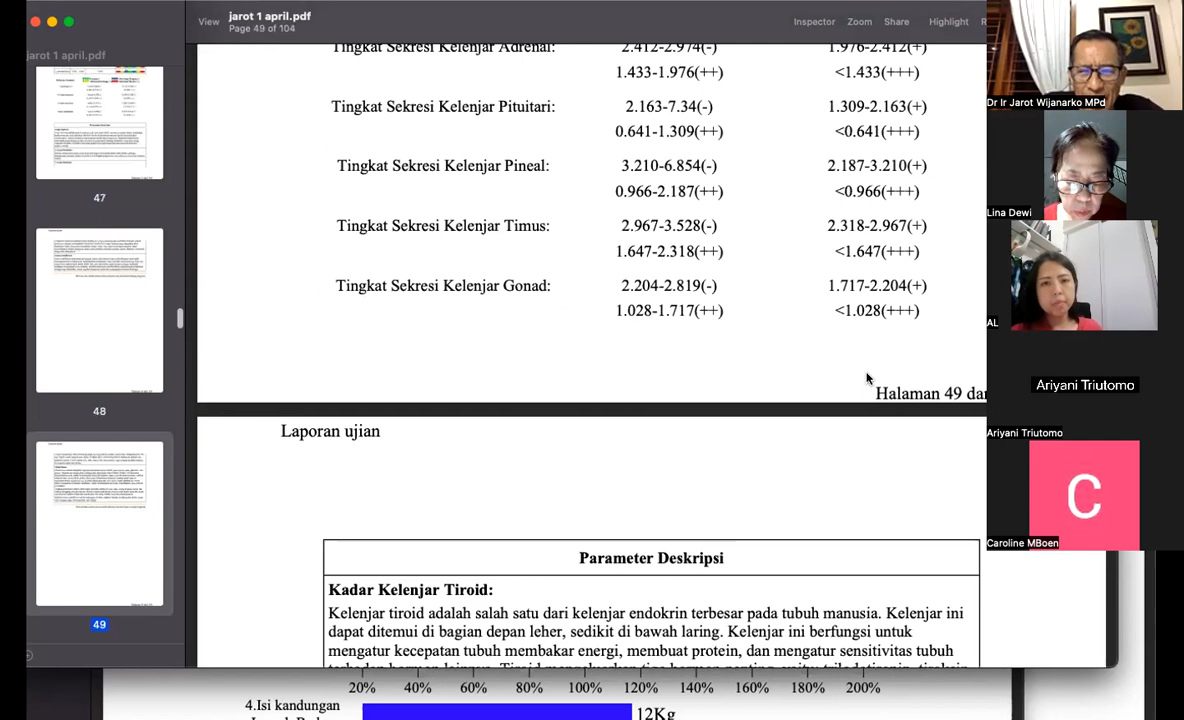 View
jarot 1 april.pdf
Page 49 of 104
Inspector Zoom Share Highlight
jarot 1 april.pdf
47
48
49
Tingkat Sekresi Kelenjar Adrenal: 2.412-2.974(-) 1.976-2.412(+)
1.433-1.976(++) <1.433(+++)
Tingkat Sekresi Kelenjar Pituitari: 2.163-7.34(-) 1.309-2.163(+)
0.641-1.309(++) <0.641(+++)
Tingkat Sekresi Kelenjar Pineal: 3.210-6.854(-) 2.187-3.210(+)
0.966-2.187(++) <0.966(+++)
Tingkat Sekresi Kelenjar Timus: 2.967-3.528(-) 2.318-2.967(+)
1.647-2.318(++) <1.647(+++)
Tingkat Sekresi Kelenjar Gonad: 2.204-2.819(-) 1.717-2.204(+)
1.028-1.717(++) <1.028(+++)
Halaman 49 dar
Laporan ujian
Parameter Deskripsi
Kadar Kelenjar Tiroid:
Kelenjar tiroid adalah salah satu dari kelenjar endokrin terbesar pada tubuh manusia. Kelenjar ini
dapat ditemui di bagian depan leher, sedikit di bawah laring. Kelenjar ini berfungsi untuk
mengatur kecepatan tubuh membakar energi, membuat protein, dan mengatur sensitivitas tubuh
20% 40% 60% 80% 100% 120% 140% 160% 180% 200%
4.Isi kandungan
12Kg
Dr Ir Jarot Wijanarko MPd
Lina Dewi
AL
Ariyani Triutomo
Ariyani Triutomo
C
Caroline MBoen